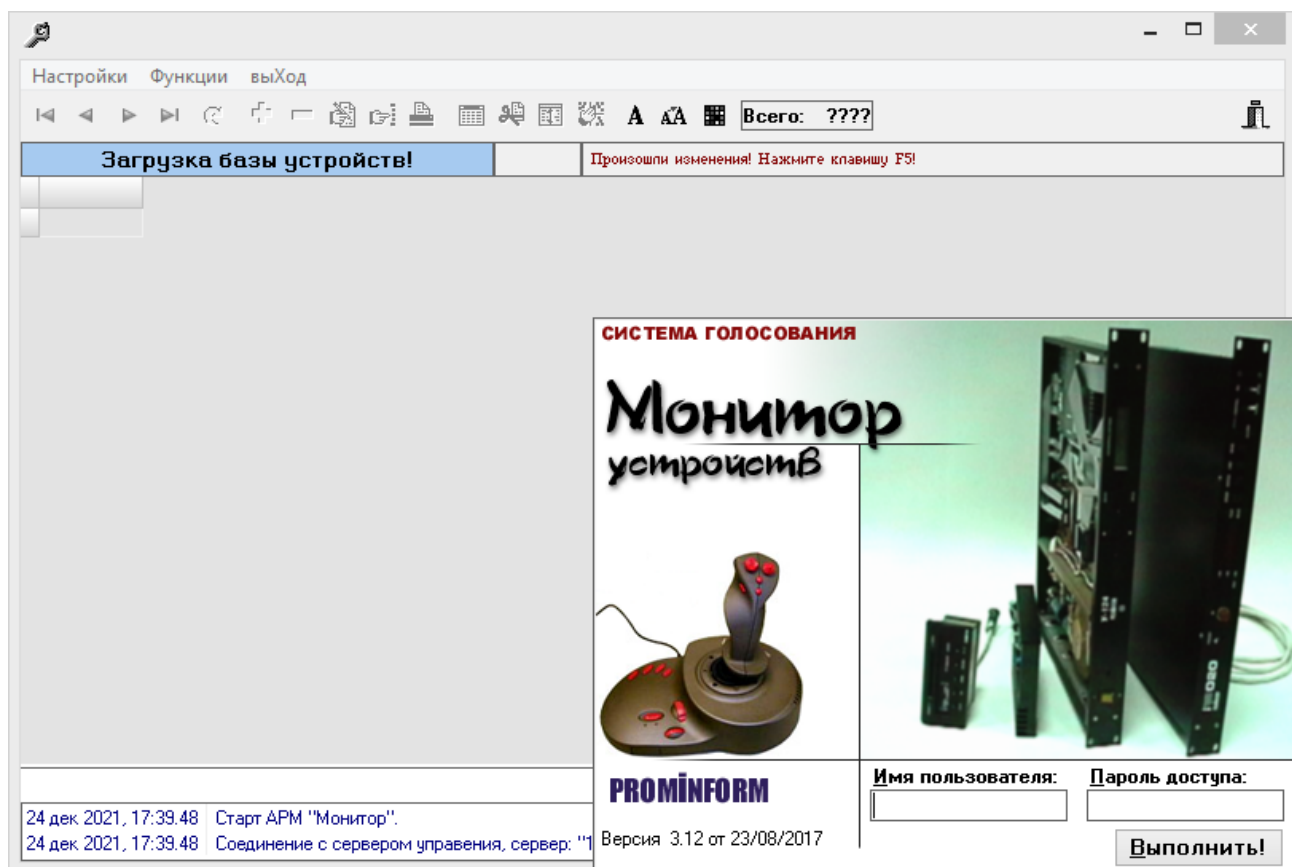 Настройки Функции выХод
A AA Всего: ????
Загрузка базы устройств!
Произошли изменения! Нажмите клавишу F5!
СИСТЕМА ГОЛОСОВАНИЯ
Монитор
устройств
PROMINFORM
Версия 3.12 от 23/08/2017
Имя пользователя: Пароль доступа:
Выполнить!
24 дек 2021, 17:39.48 Старт АРМ "Монитор".
24 дек 2021, 17:39.48 Соединение с сервером управения, сервер: "1